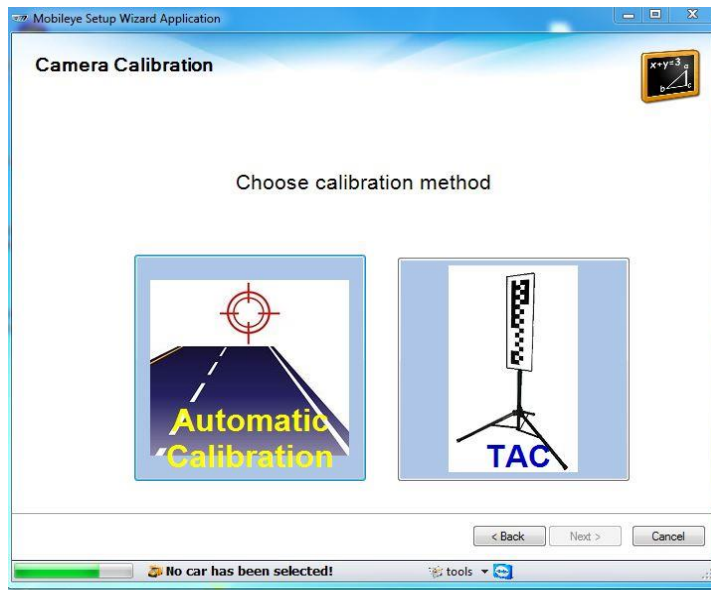 Mobileye Setup Wizard Application
Camera Calibration
x+y=3
a
b
c
Choose calibration method
Automatic
Calibration
TAC
< Back
Next >
Cancel
No car has been selected!
tools